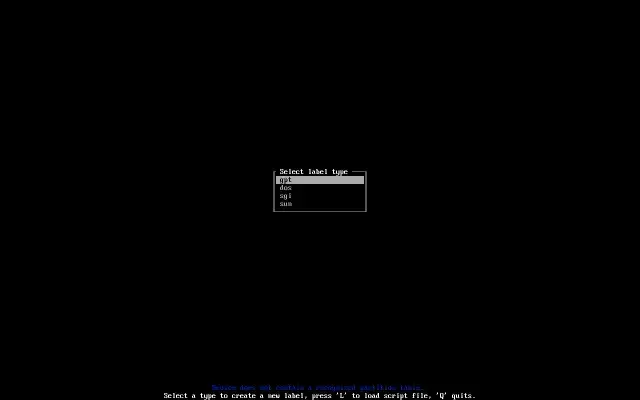 Select label type
gpt
dos
sgi
sun
Device does not contain a recognized partition table.
Select a type to create a new label, press 'L' to load script file, 'Q' quits.